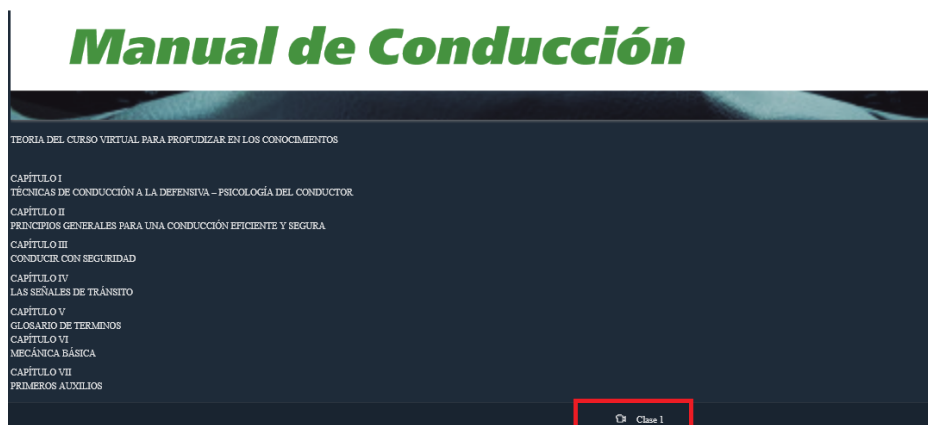 Manual de Conducción
TEORIA DEL CURSO VIRTUAL PARA PROFUDIZAR EN LOS CONOCIMIENTOS
CAPÍTULO I
TÉCNICAS DE CONDUCCIÓN A LA DEFENSIVA – PSICOLOGÍA DEL CONDUCTOR
CAPÍTULO II
PRINCIPIOS GENERALES PARA UNA CONDUCCIÓN EFICIENTE Y SEGURA
CAPÍTULO III
CONDUCIR CON SEGURIDAD
CAPÍTULO IV
LAS SEÑALES DE TRÁNSITO
CAPÍTULO V
GLOSARIO DE TERMINOS
CAPÍTULO VI
MECÁNICA BÁSICA
CAPÍTULO VII
PRIMEROS AUXILIOS
Clase 1